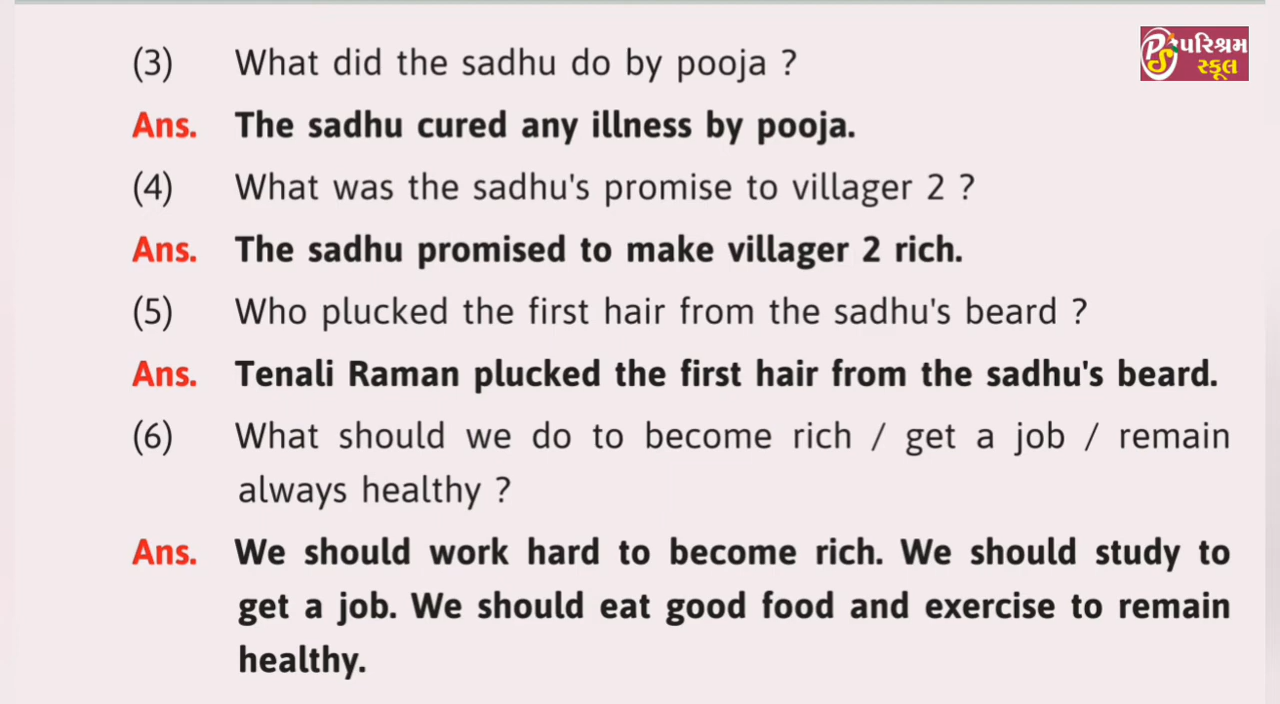 પરિશ્રમ
સ્કૂલ
(3) What did the sadhu do by pooja ?
Ans. The sadhu cured any illness by pooja.
(4) What was the sadhu's promise to villager 2 ?
Ans. The sadhu promised to make villager 2 rich.
(5) Who plucked the first hair from the sadhu's beard ?
Ans. Tenali Raman plucked the first hair from the sadhu's beard.
(6) What should we do to become rich / get a job / remain
always healthy ?
Ans. We should work hard to become rich. We should study to
get a job. We should eat good food and exercise to remain
healthy.